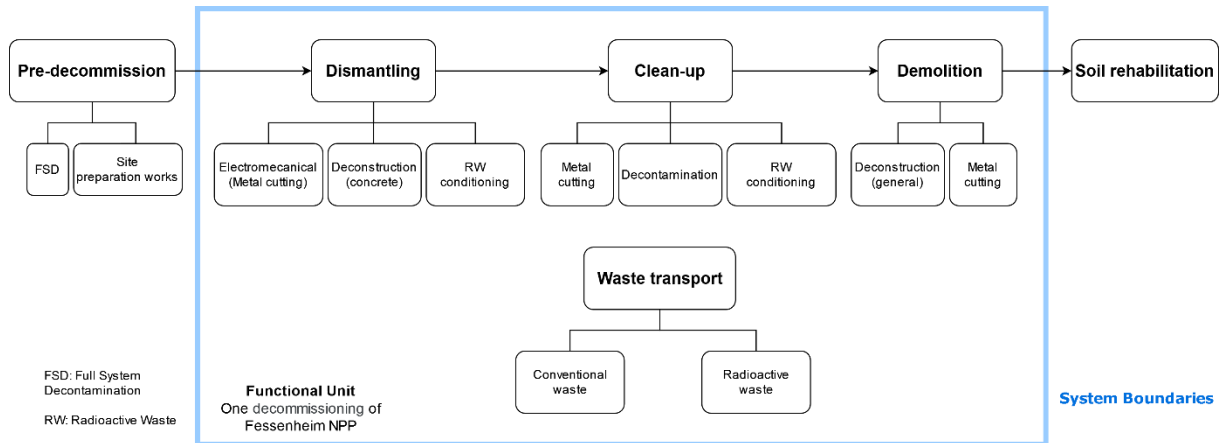 Pre-decommission
Dismantling
Clean-up
Demolition
Soil rehabilitation
FSD
Site
preparation works
Electromecanical
(Metal cutting)
Deconstruction
(concrete)
RW
conditioning
Metal
cutting
Decontamination
RW
conditioning
Deconstruction
(general)
Metal
cutting
Waste transport
Conventional
waste
Radioactive
waste
FSD: Full System
Decontamination
RW: Radioactive Waste
Functional Unit
One decommissioning of
Fessenheim NPP
System Boundaries